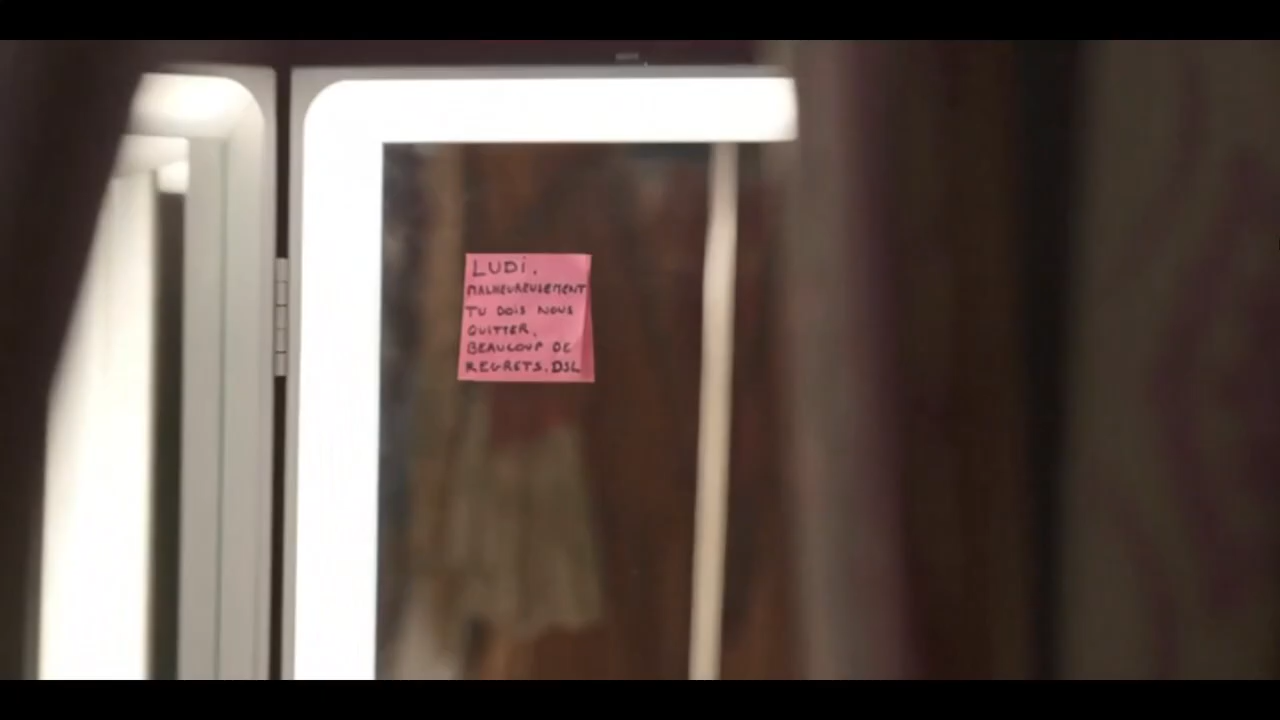 LUDi,
MALHEUREUSEMENT
TU DOIS NOUS
QUITTER,
BEAUCOUP DE
REGRETS. DSL